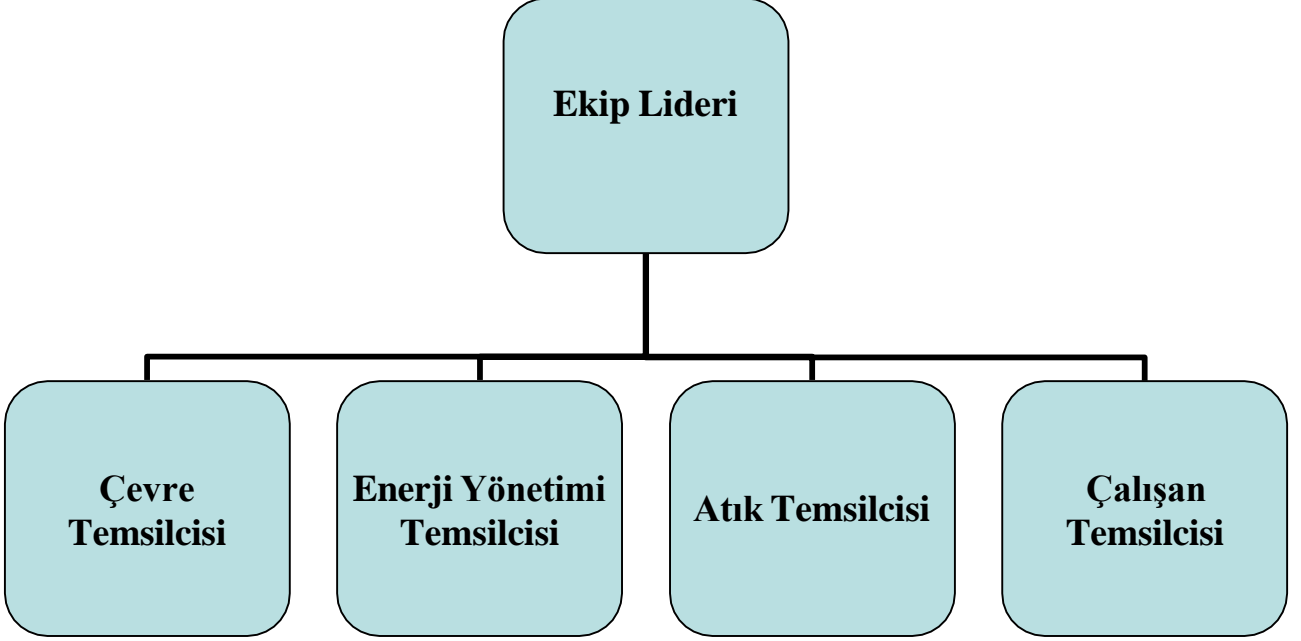 Ekip Lideri
Çevre
Temsilcisi
Enerji Yönetimi
Temsilcisi
Atık Temsilcisi
Çalışan
Temsilcisi